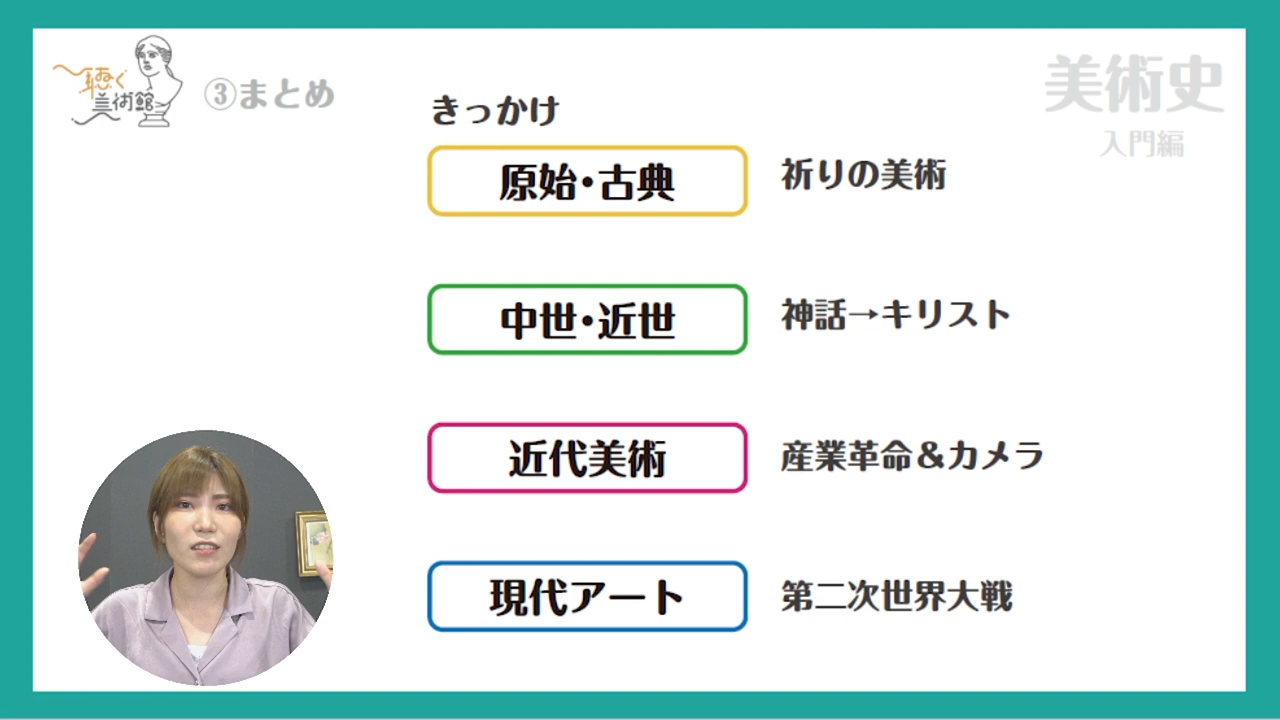 聴く
美術館
③まとめ
美術史
入門編
きっかけ
原始・古典
祈りの美術
中世・近世
神話→キリスト
近代美術
産業革命＆カメラ
現代アート
第二次世界大戦